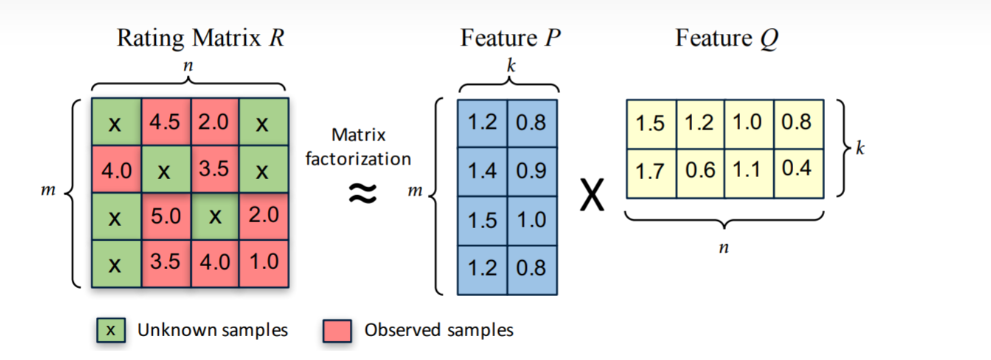 Rating Matrix R
Feature P
Feature Q
n
k
m
x 4.5 2.0 x
4.0 x 3.5 x
x 5.0 x 2.0
x 3.5 4.0 1.0
Matrix
factorization
≈
m
1.2 0.8
1.4 0.9
1.5 1.0
1.2 0.8
X
1.5 1.2 1.0 0.8
1.7 0.6 1.1 0.4
k
n
x Unknown samples
Observed samples